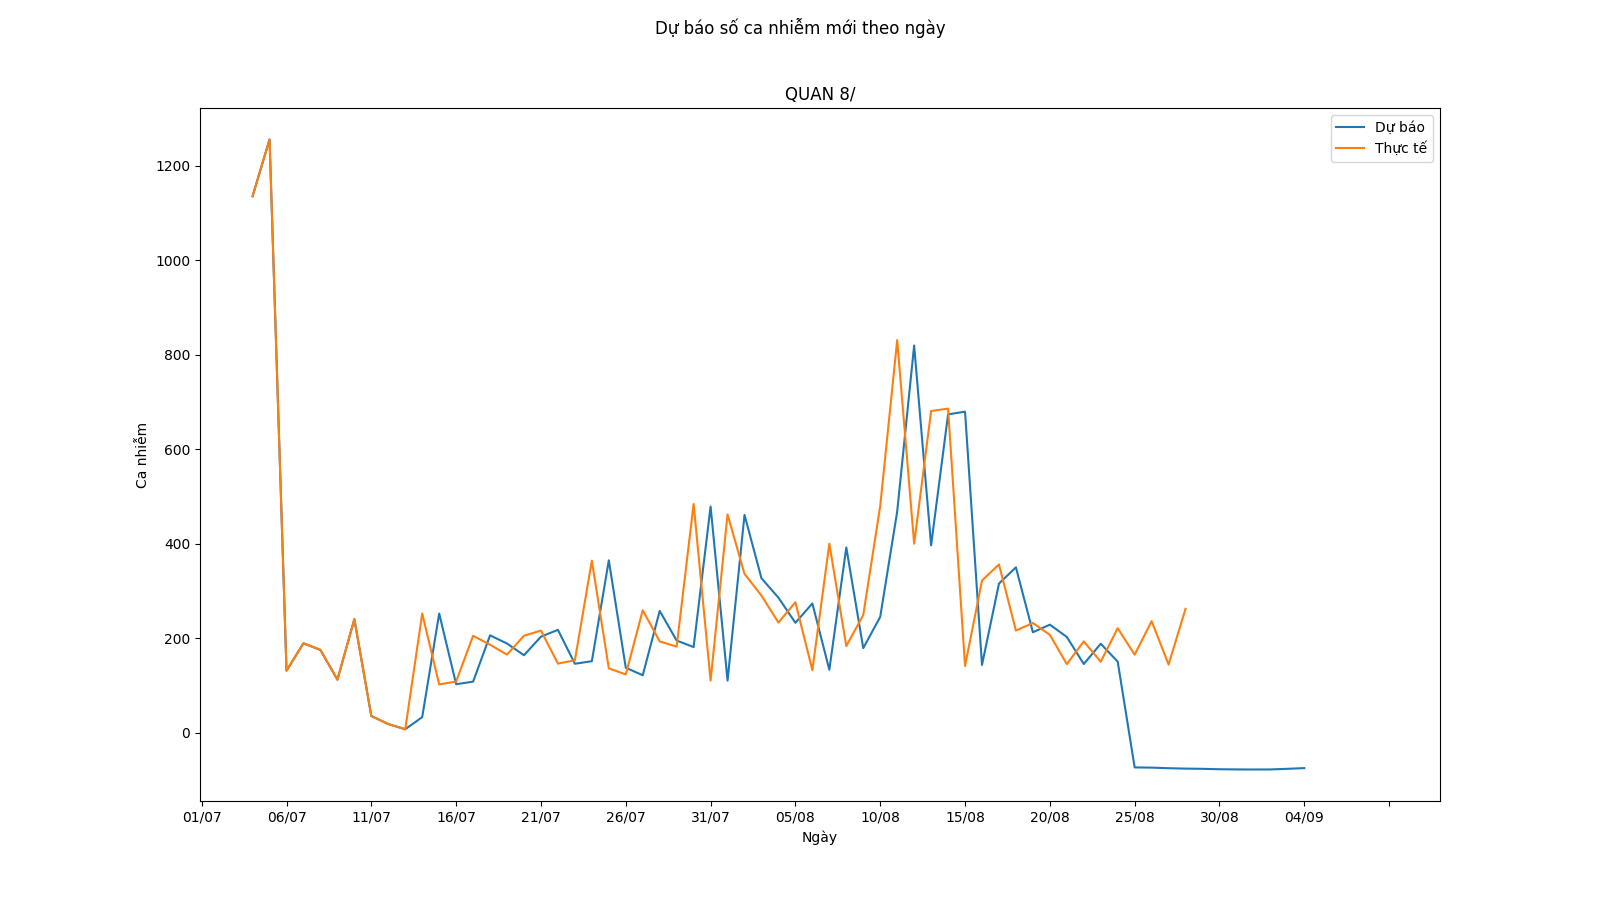 Dự báo số ca nhiễm mới theo ngày
QUAN 8/
Dự báo
Thực tế
1200
1000
800
600
400
200
0
Ca nhiễm
01/07 06/07 11/07 16/07 21/07 26/07 31/07 05/08 10/08 15/08 20/08 25/08 30/08 04/09
Ngày